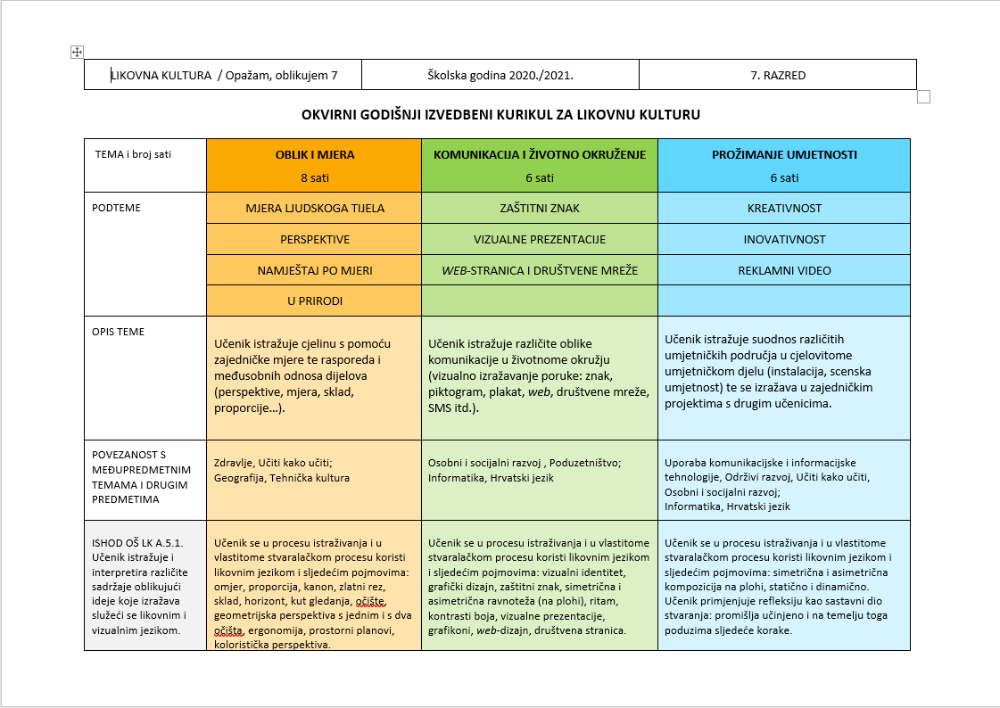 LIKOVNA KULTURA / Opažam, oblikujem 7
Školska godina 2020./2021.
7. RAZRED
OKVIRNI GODIŠNJI IZVEDBENI KURIKUL ZA LIKOVNU KULTURU
TEMA i broj sati
OBLIK I MJERA
8 sati
KOMUNIKACIJA I ŽIVOTNO OKRUŽENJE
6 sati
PROŽIMANJE UMJETNOSTI
6 sati
PODTEME
MJERA LJUDSKOGA TIJELA
ZAŠTITNI ZNAK
KREATIVNOST
PERSPEKTIVE
VIZUALNE PREZENTACIJE
INOVATIVNOST
NAMJEŠTAJ PO MJERI
WEB-STRANICA I DRUŠTVENE MREŽE
REKLAMNI VIDEO
U PRIRODI
OPIS TEME
Učenik istražuje cjelinu s pomoću
zajedničke mjere te rasporeda i
međusobnih odnosa dijelova
(perspektive, mjera, sklad,
proporcije…).
Učenik istražuje različite oblike
komunikacije u životnome okružju
(vizualno izražavanje poruke: znak,
piktogram, plakat, web, društvene mreže,
SMS itd.).
Učenik istražuje suodnos različitih
umjetničkih područja u cjelovitome
umjetničkom djelu (instalacija, scenska
umjetnost) te se izražava u zajedničkim
projektima s drugim učenicima.
POVEZANOST S
MEĐUPREDMETNIM
TEMAMA I DRUGIM
PREDMETIMA
Zdravlje, Učiti kako učiti;
Geografija, Tehnička kultura
Osobni i socijalni razvoj , Poduzetništvo;
Informatika, Hrvatski jezik
Uporaba komunikacijske i informacijske
tehnologije, Održivi razvoj, Učiti kako učiti,
Osobni i socijalni razvoj;
Informatika, Hrvatski jezik
ISHOD OŠ LK A.5.1.
Učenik istražuje i
interpretira različite
sadržaje oblikujući
ideje koje izražava
služeći se likovnim i
vizualnim jezikom.
Učenik se u procesu istraživanja i u
vlastitome stvaralačkom procesu koristi
likovnim jezikom i sljedećim pojmovima:
omjer, proporcija, kanon, zlatni rez,
sklad, horizont, kut gledanja, očište,
geometrijska perspektiva s jednim i s dva
očišta, ergonomija, prostorni planovi,
koloristička perspektiva.
Učenik se u procesu istraživanja i u vlastitome
stvaralačkom procesu koristi likovnim jezikom
i sljedećim pojmovima: vizualni identitet,
grafički dizajn, zaštitni znak, simetrična i
asimetrična ravnoteža (na plohi), ritam,
kontrasti boja, vizualne prezentacije,
grafikoni, web-dizajn, društvena stranica.
Učenik se u procesu istraživanja i u vlastitome
stvaralačkom procesu koristi likovnim jezikom i
sljedećim pojmovima: simetrična i asimetrična
kompozicija na plohi, statično i dinamično.
Učenik primjenjuje refleksiju kao sastavni dio
stvaranja: promišlja učinjeno i na temelju toga
poduzima sljedeće korake.